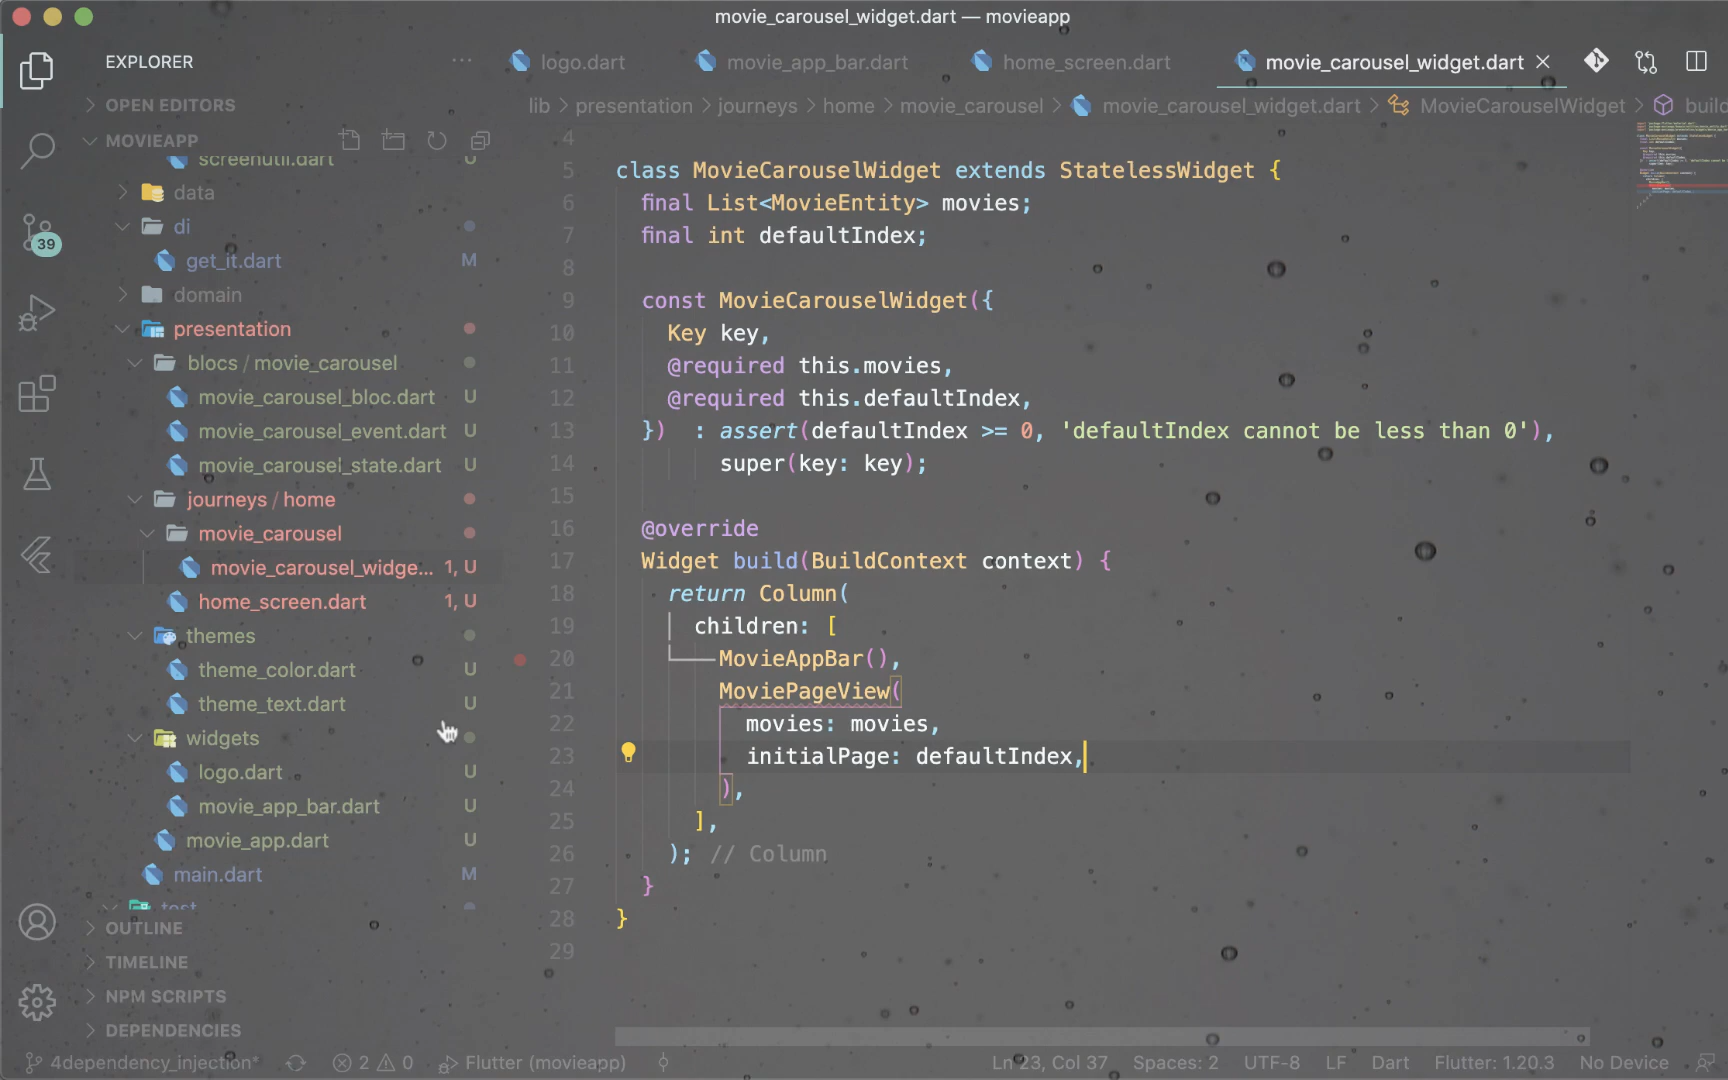 movie_carousel_widget.dart — movieapp
EXPLORER
logo.dart
movie_app_bar.dart
home_screen.dart
movie_carousel_widget.dart
OPEN EDITORS
lib > presentation > journeys > home > movie_carousel > movie_carousel_widget.dart > MovieCarouselWidget > build
MOVIEAPP
screenutil.dart U
data
di
get_it.dart M
domain
presentation
blocs / movie_carousel
movie_carousel_bloc.dart U
movie_carousel_event.dart U
movie_carousel_state.dart U
journeys / home
movie_carousel
movie_carousel_widge... 1, U
home_screen.dart 1, U
themes
theme_color.dart U
theme_text.dart U
widgets
logo.dart U
movie_app_bar.dart U
movie_app.dart U
main.dart M
test
OUTLINE
TIMELINE
NPM SCRIPTS
DEPENDENCIES
39
4
5 class MovieCarouselWidget extends StatelessWidget {
6 final List<MovieEntity> movies;
7 final int defaultIndex;
8
9 const MovieCarouselWidget({
10 Key key,
11 @required this.movies,
12 @required this.defaultIndex,
13 }) : assert(defaultIndex >= 0, 'defaultIndex cannot be less than 0'),
14 super(key: key);
15
16 @override
17 Widget build(BuildContext context) {
18 return Column(
19 children: [
20 MovieAppBar(),
21 MoviePageView(
22 movies: movies,
23 initialPage: defaultIndex,
24 ),
25 ],
26 ); // Column
27 }
28 }
29
4dependency_injection* 2 0 Flutter (movieapp) Ln 23, Col 37 Spaces: 2 UTF-8 LF Dart Flutter: 1.20.3 No Device